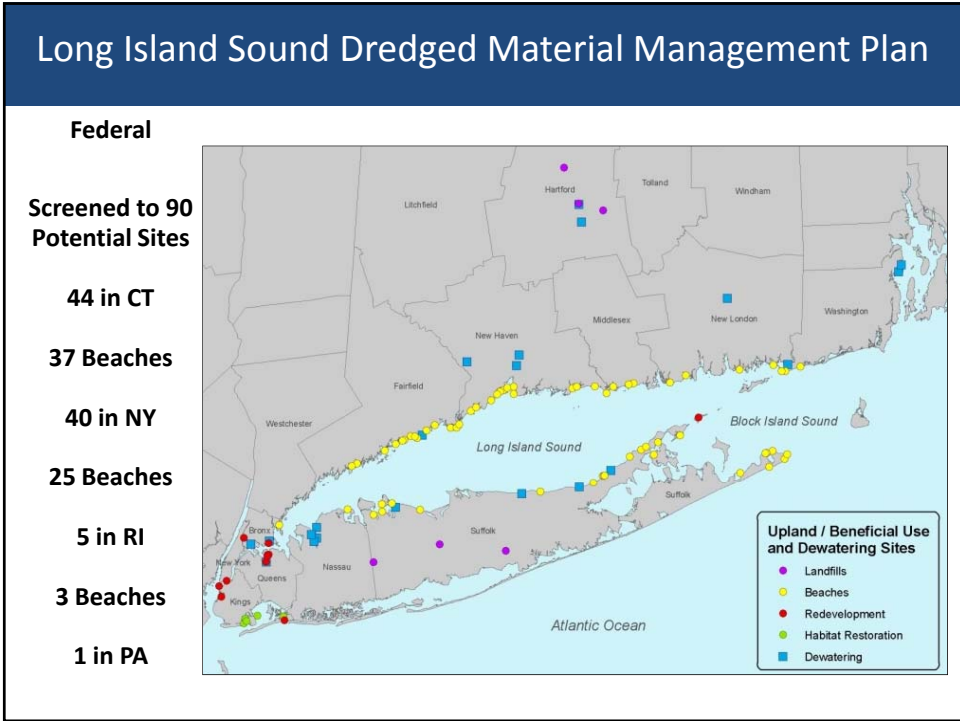 Long Island Sound Dredged Material Management Plan
Federal
Screened to 90
Potential Sites
44 in CT
37 Beaches
40 in NY
25 Beaches
5 in RI
3 Beaches
1 in PA
Litchfield
Hartford
Tolland
Windham
New Haven
Middlesex
New London
Washington
Fairfield
Westchester
Long Island Sound
Block Island Sound
Bronx
New York
Queens
Nassau
Suffolk
Suffolk
Kings
Atlantic Ocean
Upland / Beneficial Use
and Dewatering Sites
Landfills
Beaches
Redevelopment
Habitat Restoration
Dewatering